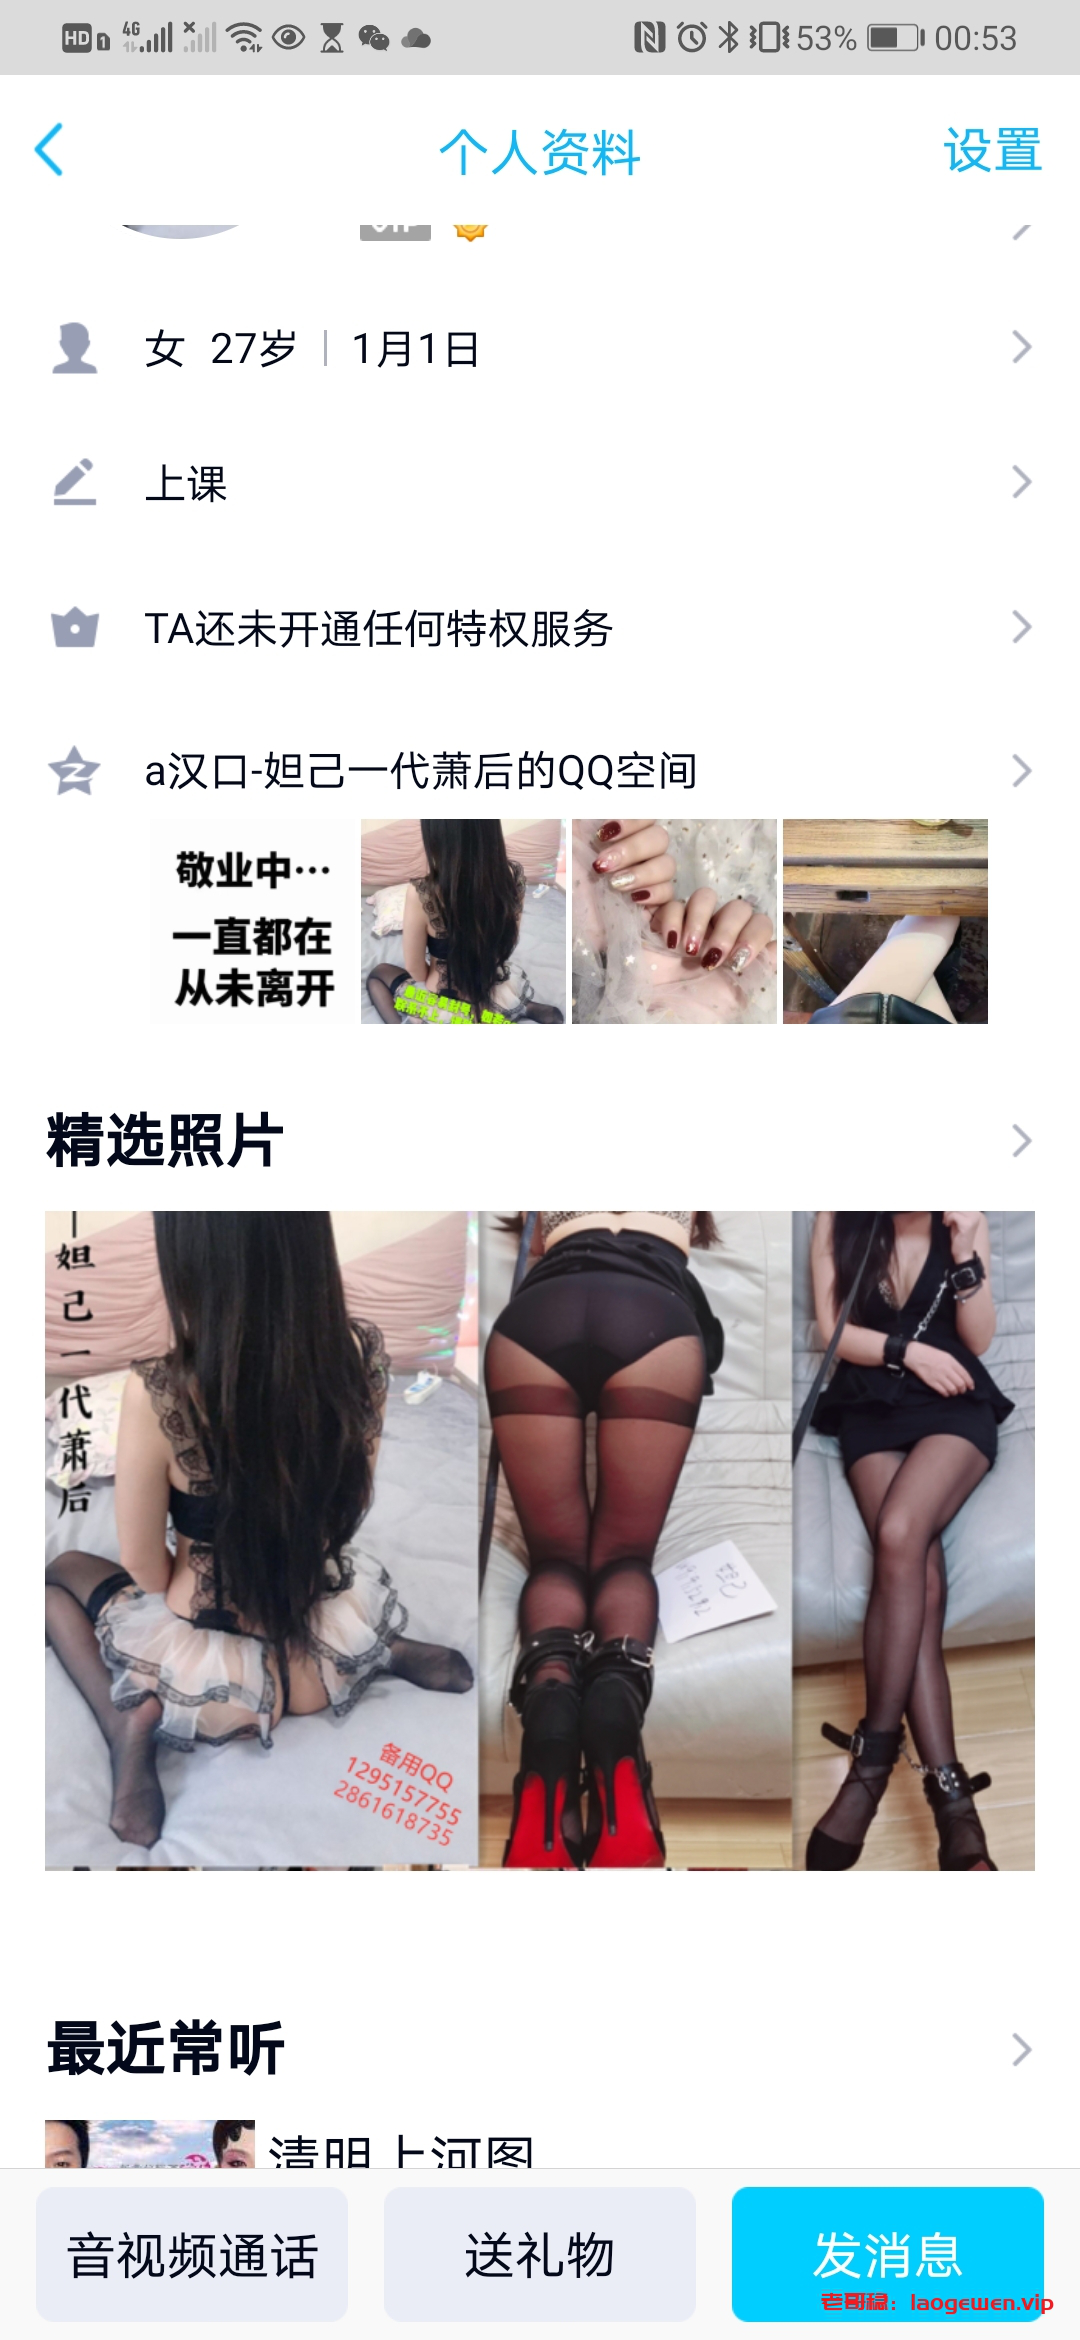 HD 1 4G 53% 00:53
个人资料 设置
女 27岁 | 1月1日
上课
TA还未开通任何特权服务
a汉口-妲己一代萧后的QQ空间
敬业中…
一直都在
从未离开
精选照片
妲己一代萧后
备用QQ
1295157755
2861618735
妲己
最近常听
清明上河图
音视频通话 送礼物 发消息
老哥稳：laogewen.vip